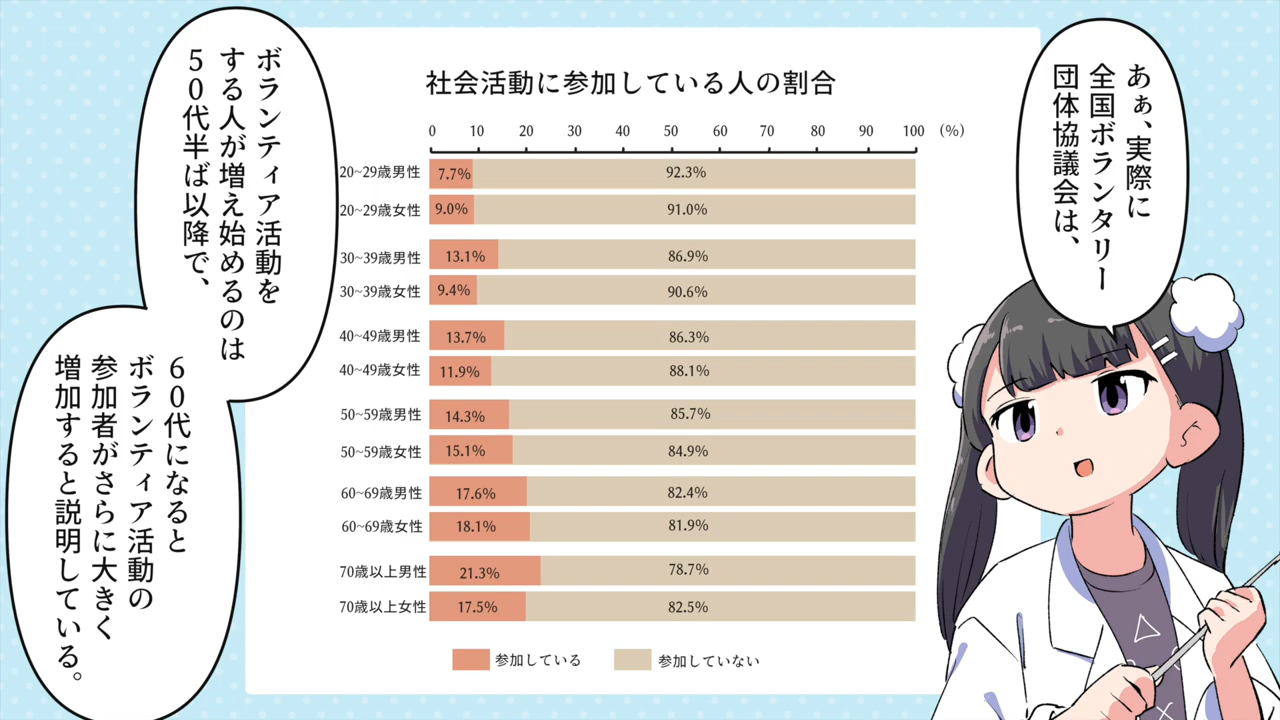 あぁ、実際に
全国ボランタリー
団体協議会は、
ボランティア活動を
する人が増え始めるのは
50代半ば以降で、
60代になると
ボランティア活動の
参加者がさらに大きく
増加すると説明している。
社会活動に参加している人の割合
0 10 20 30 40 50 60 70 80 90 100 (%)
20~29歳男性 7.7% 92.3%
20~29歳女性 9.0% 91.0%
30~39歳男性 13.1% 86.9%
30~39歳女性 9.4% 90.6%
40~49歳男性 13.7% 86.3%
40~49歳女性 11.9% 88.1%
50~59歳男性 14.3% 85.7%
50~59歳女性 15.1% 84.9%
60~69歳男性 17.6% 82.4%
60~69歳女性 18.1% 81.9%
70歳以上男性 21.3% 78.7%
70歳以上女性 17.5% 82.5%
参加している 参加していない